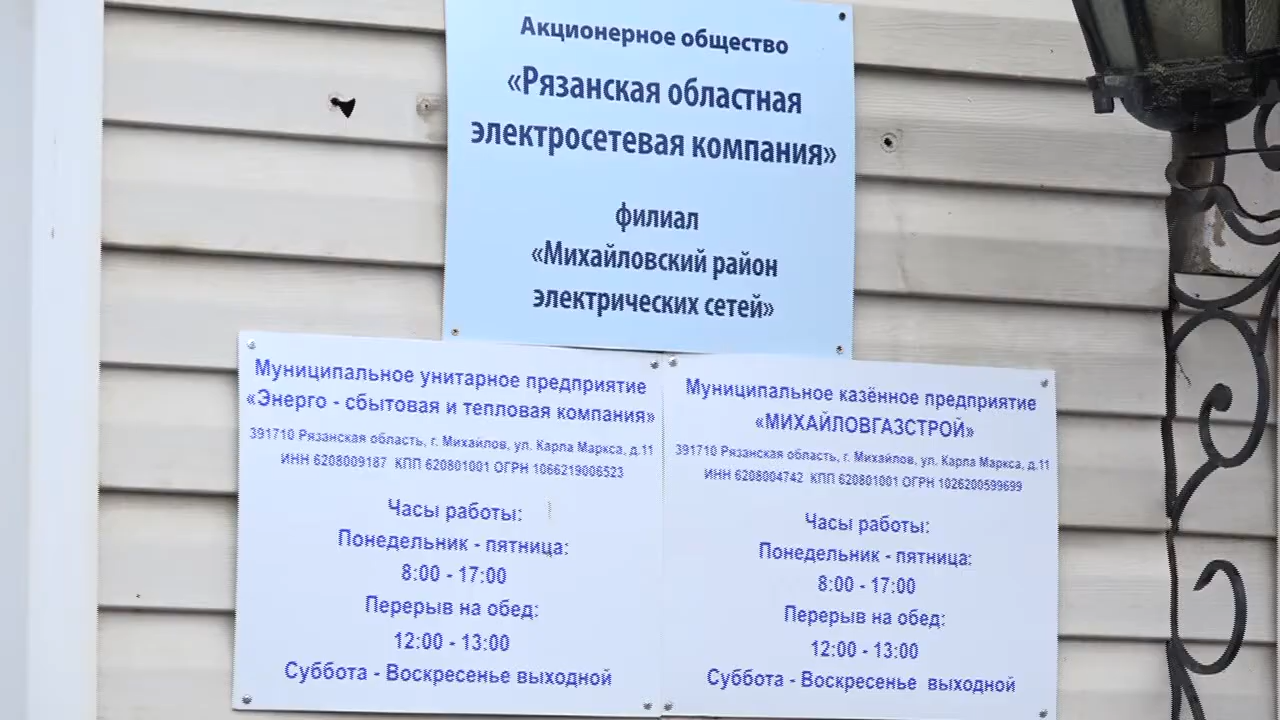 Акционерное общество
«Рязанская областная
электросетевая компания»
филиал
«Михайловский район
электрических сетей»
Муниципальное унитарное предприятие
«Энерго - сбытовая и тепловая компания»
391710 Рязанская область, г. Михайлов, ул. Карла Маркса, д.11
ИНН 6208009187 КПП 620801001 ОГРН 1066219006523
Часы работы:
Понедельник - пятница:
8:00 - 17:00
Перерыв на обед:
12:00 - 13:00
Суббота - Воскресенье выходной
Муниципальное казённое предприятие
«МИХАЙЛОВГАЗСТРОЙ»
391710 Рязанская область, г. Михайлов, ул. Карла Маркса, д.11
ИНН 6208004742 КПП 620801001 ОГРН 1026200599699
Часы работы:
Понедельник - пятница:
8:00 - 17:00
Перерыв на обед:
12:00 - 13:00
Суббота - Воскресенье выходной